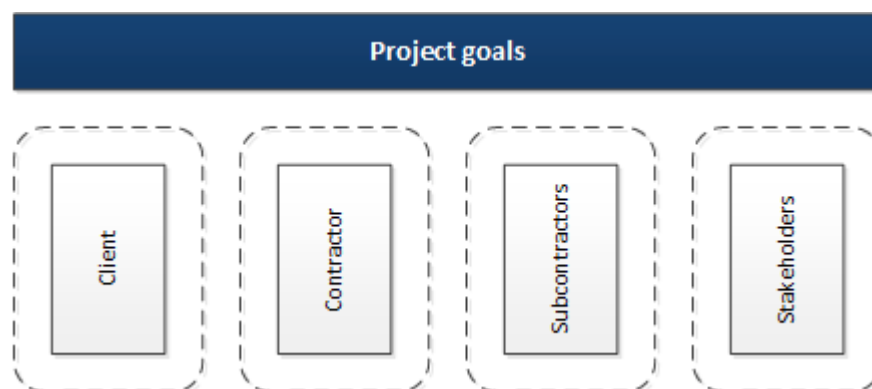 Project goals
Client
Contractor
Subcontractors
Stakeholders